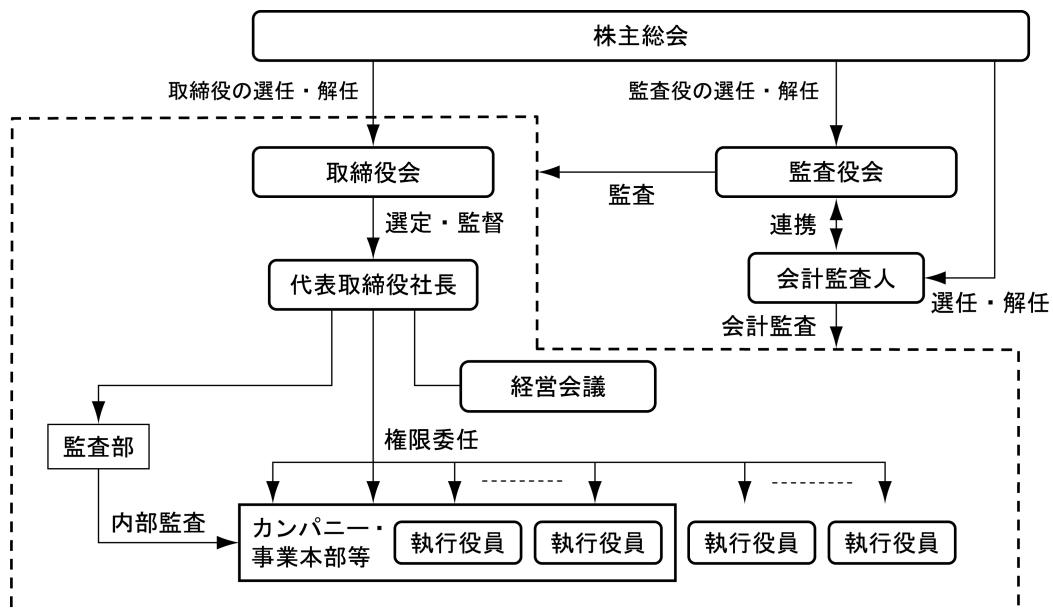 株主総会
取締役の選任・解任
監査役の選任・解任
取締役会
監査役会
監査
選定・監督
連携
代表取締役社長
会計監査人
選任・解任
会計監査
経営会議
監査部
権限委任
内部監査
カンパニー・
事業本部等
執行役員
執行役員
執行役員
執行役員